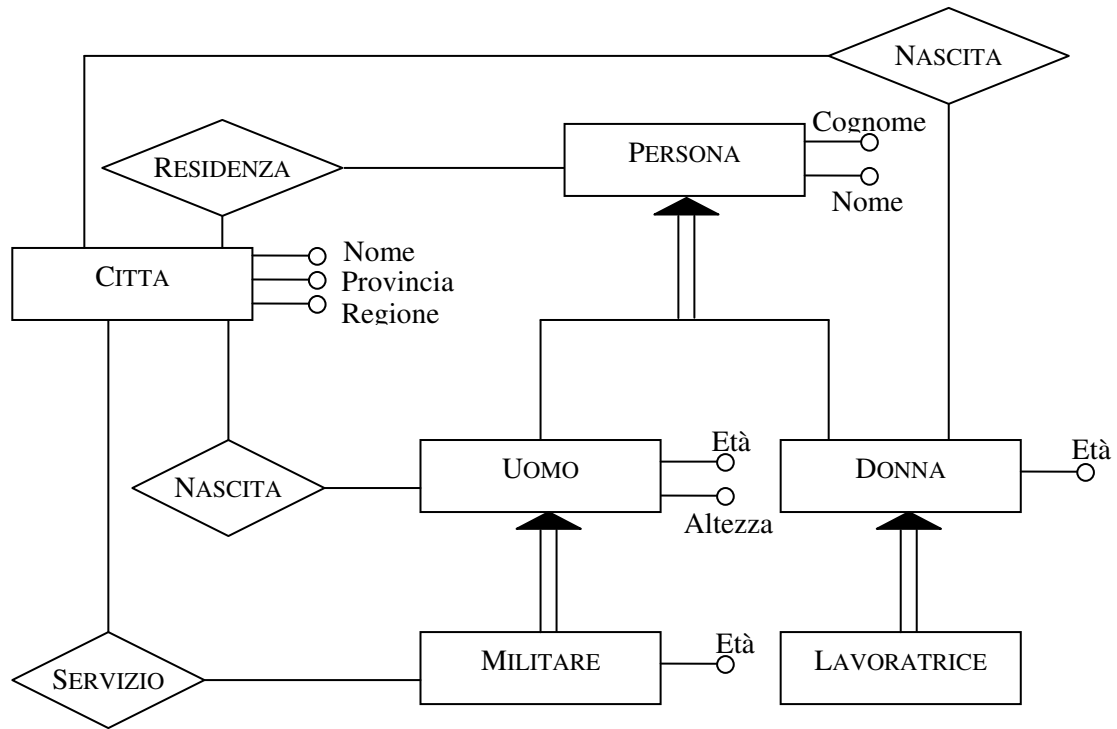 NASCITA
Cognome
PERSONA
RESIDENZA
Nome
Nome
CITTA
Provincia
Regione
Età
Età
UOMO
DONNA
NASCITA
Altezza
Età
MILITARE
LAVORATRICE
SERVIZIO